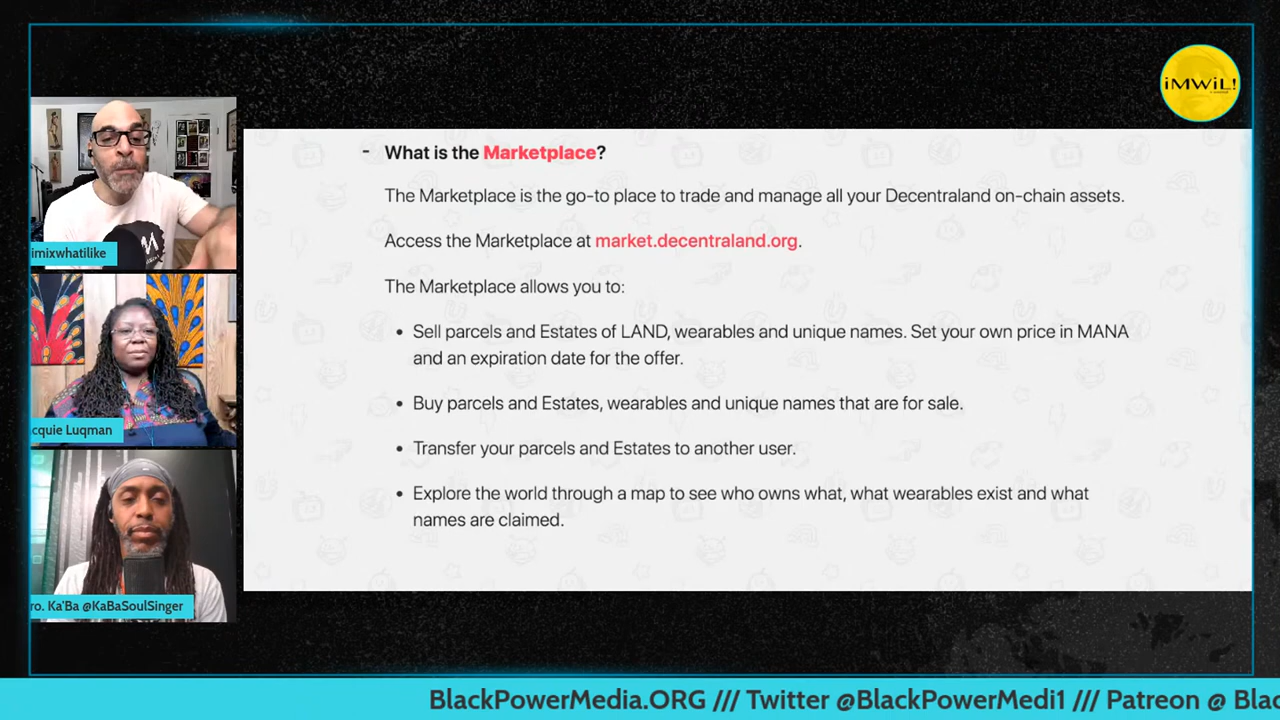 iMWiL!
- What is the Marketplace?
The Marketplace is the go-to place to trade and manage all your Decentraland on-chain assets.
Access the Marketplace at market.decentraland.org.
The Marketplace allows you to:
• Sell parcels and Estates of LAND, wearables and unique names. Set your own price in MANA
and an expiration date for the offer.
• Buy parcels and Estates, wearables and unique names that are for sale.
• Transfer your parcels and Estates to another user.
• Explore the world through a map to see who owns what, what wearables exist and what
names are claimed.
imixwhatilike
cquie Luqman
ro. Ka'Ba @KaBaSoulSinger
BlackPowerMedia.ORG /// Twitter @BlackPowerMedi1 /// Patreon @ Blac